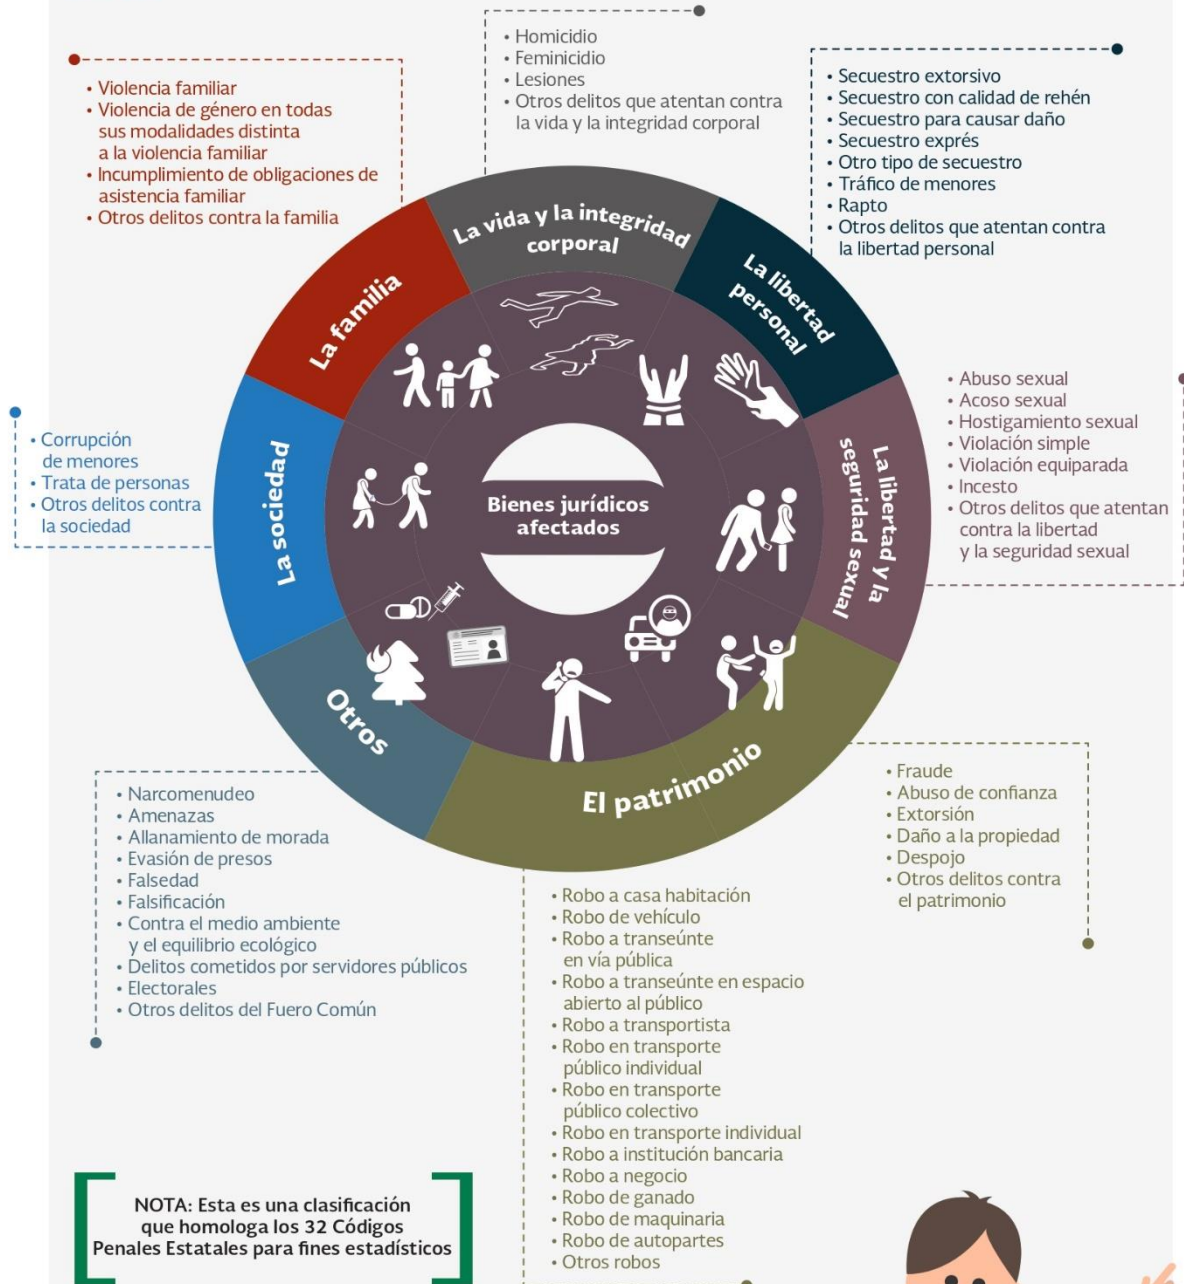 • Homicidio
• Feminicidio
• Lesiones
• Otros delitos que atentan contra
la vida y la integridad corporal
• Violencia familiar
• Violencia de género en todas
sus modalidades distinta
a la violencia familiar
• Incumplimiento de obligaciones de
asistencia familiar
• Otros delitos contra la familia
• Secuestro extorsivo
• Secuestro con calidad de rehén
• Secuestro para causar daño
• Secuestro exprés
• Otro tipo de secuestro
• Tráfico de menores
• Rapto
• Otros delitos que atentan contra
la libertad personal
La vida y la integridad
corporal
La libertad
personal
La familia
• Abuso sexual
• Acoso sexual
• Hostigamiento sexual
• Violación simple
• Violación equiparada
• Incesto
• Otros delitos que atentan
contra la libertad
y la seguridad sexual
La libertad y la
seguridad sexual
• Corrupción
de menores
• Trata de personas
• Otros delitos contra
la sociedad
La sociedad
Bienes jurídicos
afectados
Otros
El patrimonio
• Narcomenudeo
• Amenazas
• Allanamiento de morada
• Evasión de presos
• Falsedad
• Falsificación
• Contra el medio ambiente
y el equilibrio ecológico
• Delitos cometidos por servidores públicos
• Electorales
• Otros delitos del Fuero Común
• Fraude
• Abuso de confianza
• Extorsión
• Daño a la propiedad
• Despojo
• Otros delitos contra
el patrimonio
• Robo a casa habitación
• Robo de vehículo
• Robo a transeúnte
en vía pública
• Robo a transeúnte en espacio
abierto al público
• Robo a transportista
• Robo en transporte
público individual
• Robo en transporte
público colectivo
• Robo en transporte individual
• Robo a institución bancaria
• Robo a negocio
• Robo de ganado
• Robo de maquinaria
• Robo de autopartes
• Otros robos
NOTA: Esta es una clasificación
que homologa los 32 Códigos
Penales Estatales para fines estadísticos